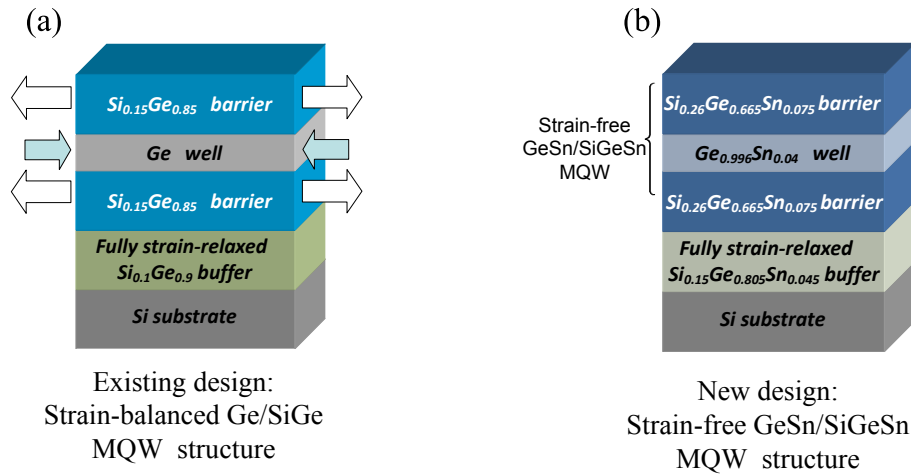 (a)
Si0.15Ge0.85 barrier
Ge well
Si0.15Ge0.85 barrier
Fully strain-relaxed
Si0.1Ge0.9 buffer
Si substrate
Existing design:
Strain-balanced Ge/SiGe
MQW structure
(b)
Strain-free
GeSn/SiGeSn
MQW
Si0.26Ge0.665Sn0.075 barrier
Ge0.996Sn0.04 well
Si0.26Ge0.665Sn0.075 barrier
Fully strain-relaxed
Si0.15Ge0.805Sn0.045 buffer
Si substrate
New design:
Strain-free GeSn/SiGeSn
MQW structure